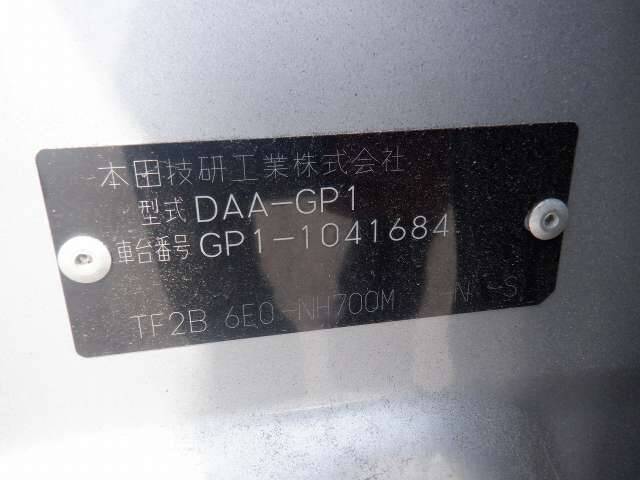 本田技研工業株式会社
型式 DAA-GP1
車台番号 GP1-1041684
TF2B 6E0-NH700M -N -S